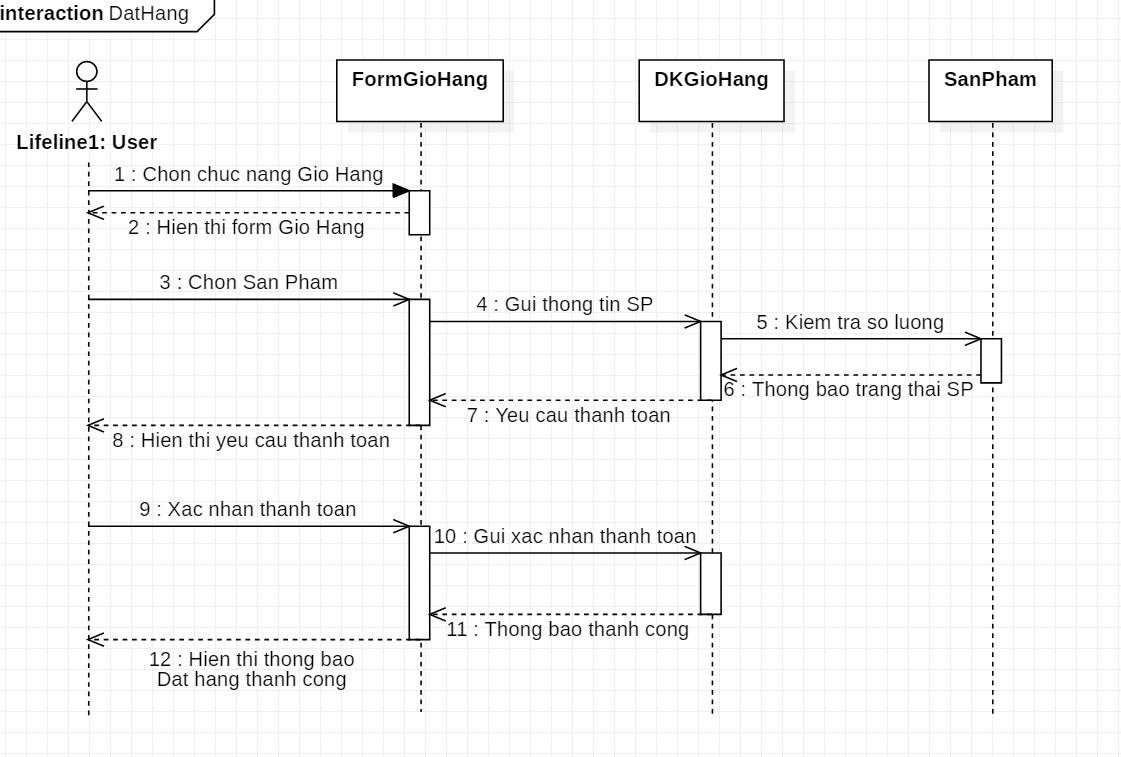 interaction DatHang
FormGioHang
DKGioHang
SanPham
Lifeline1: User
1 : Chon chuc nang Gio Hang
2 : Hien thi form Gio Hang
3 : Chon San Pham
4 : Gui thong tin SP
5 : Kiem tra so luong
6 : Thong bao trang thai SP
7 : Yeu cau thanh toan
8 : Hien thi yeu cau thanh toan
9 : Xac nhan thanh toan
10 : Gui xac nhan thanh toan
11 : Thong bao thanh cong
12 : Hien thi thong bao
Dat hang thanh cong